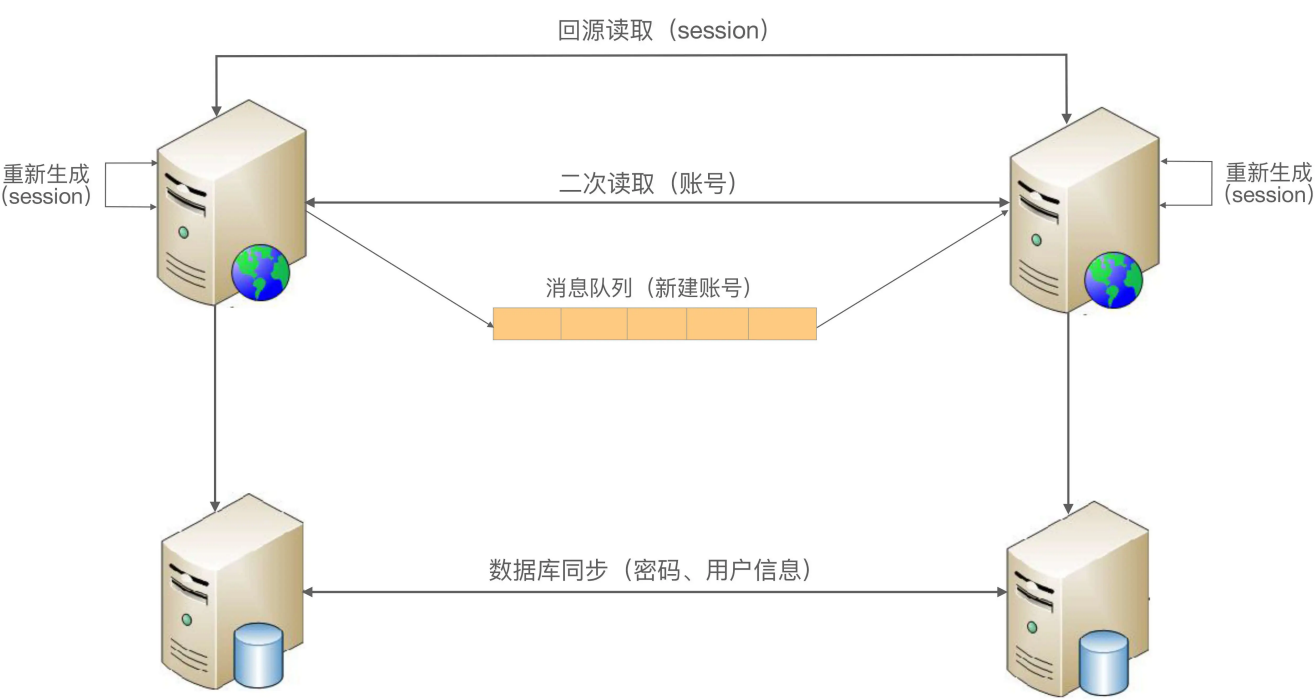 回源读取（session）
重新生成
（session）
二次读取（账号）
重新生成
（session）
消息队列（新建账号）
数据库同步（密码、用户信息）